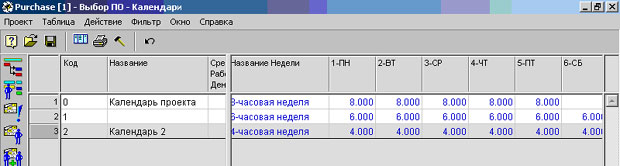 Purchase [1] - Выбор ПО - Календари
Проект Таблица Действие Фильтр Окно Справка
Код Название Сре Рабо Ден Название Недели 1-ПН 2-ВТ 3-СР 4-ЧТ 5-ПТ 6-СБ
1 0 Календарь проекта 8-часовая неделя 8.000 8.000 8.000 8.000 8.000
2 1 6-часовая неделя 6.000 6.000 6.000 6.000 6.000 6.000
3 2 Календарь 2 4-часовая неделя 4.000 4.000 4.000 4.000 4.000 4.000